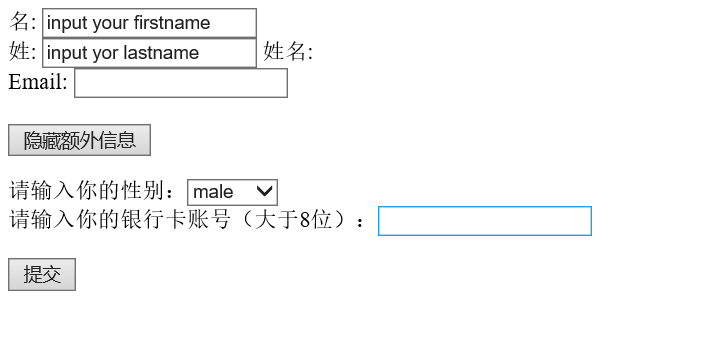 名: input your firstname
姓: input yor lastname 姓名:
Email:
隐藏额外信息
请输入你的性别：male
请输入你的银行卡账号（大于8位）：
提交